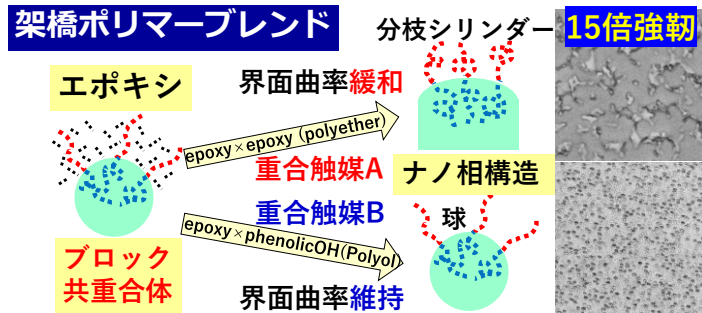 架橋ポリマーブレンド
エポキシ
ブロック
共重合体
界面曲率緩和
epoxy×epoxy (polyether)
重合触媒A
重合触媒B
epoxy×phenolicOH(Polyol)
界面曲率維持
分枝シリンダー
ナノ相構造
球
15倍強靭